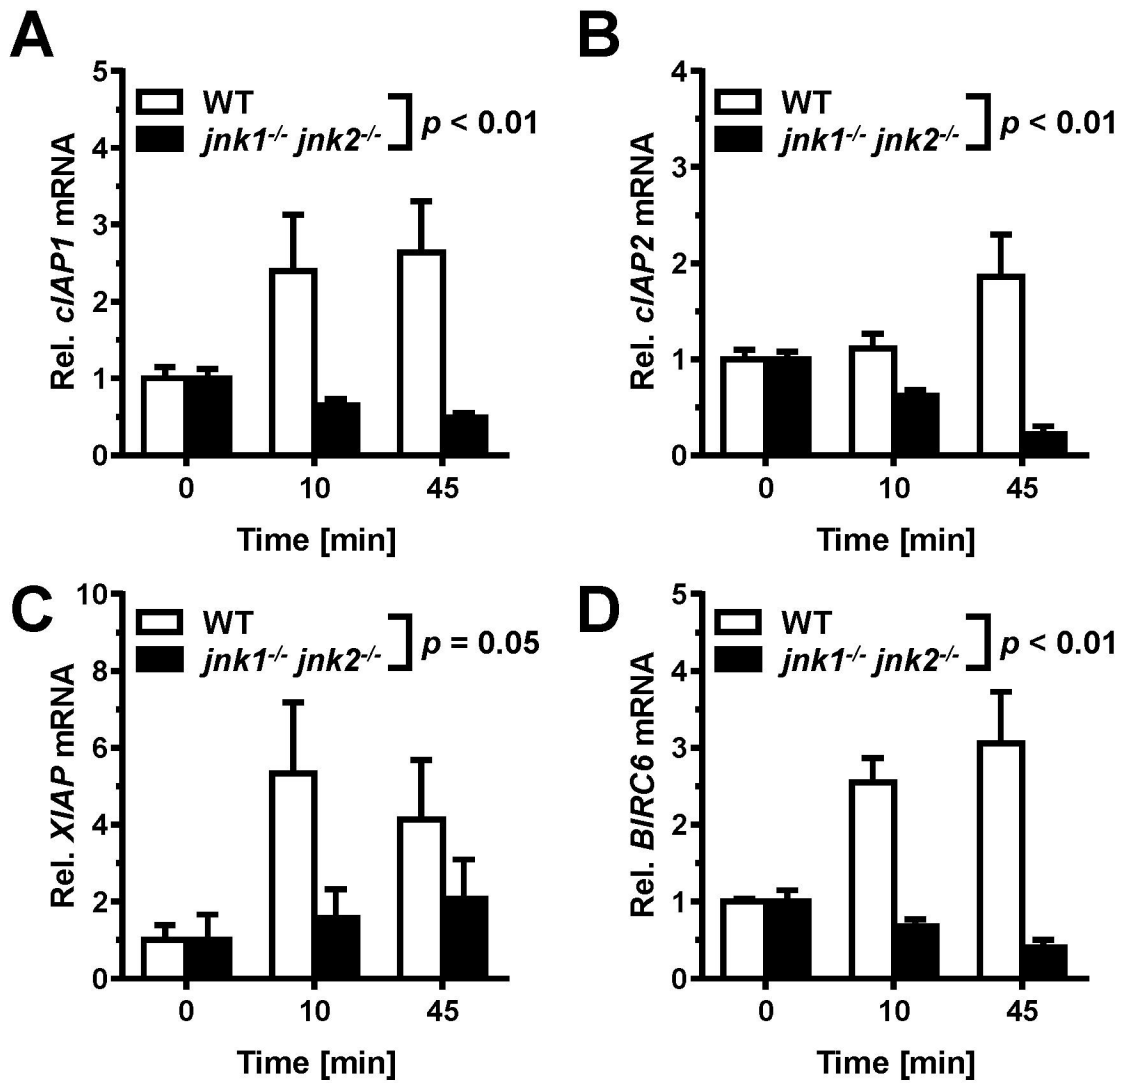 A
5
4
3
2
1
0
Rel. cIAP1 mRNA
WT
jnk1-/- jnk2-/-
p < 0.01
0 10 45
Time [min]
B
4
3
2
1
0
Rel. cIAP2 mRNA
WT
jnk1-/- jnk2-/-
p < 0.01
0 10 45
Time [min]
C
10
8
6
4
2
0
Rel. XIAP mRNA
WT
jnk1-/- jnk2-/-
p = 0.05
0 10 45
Time [min]
D
5
4
3
2
1
0
Rel. BIRC6 mRNA
WT
jnk1-/- jnk2-/-
p < 0.01
0 10 45
Time [min]